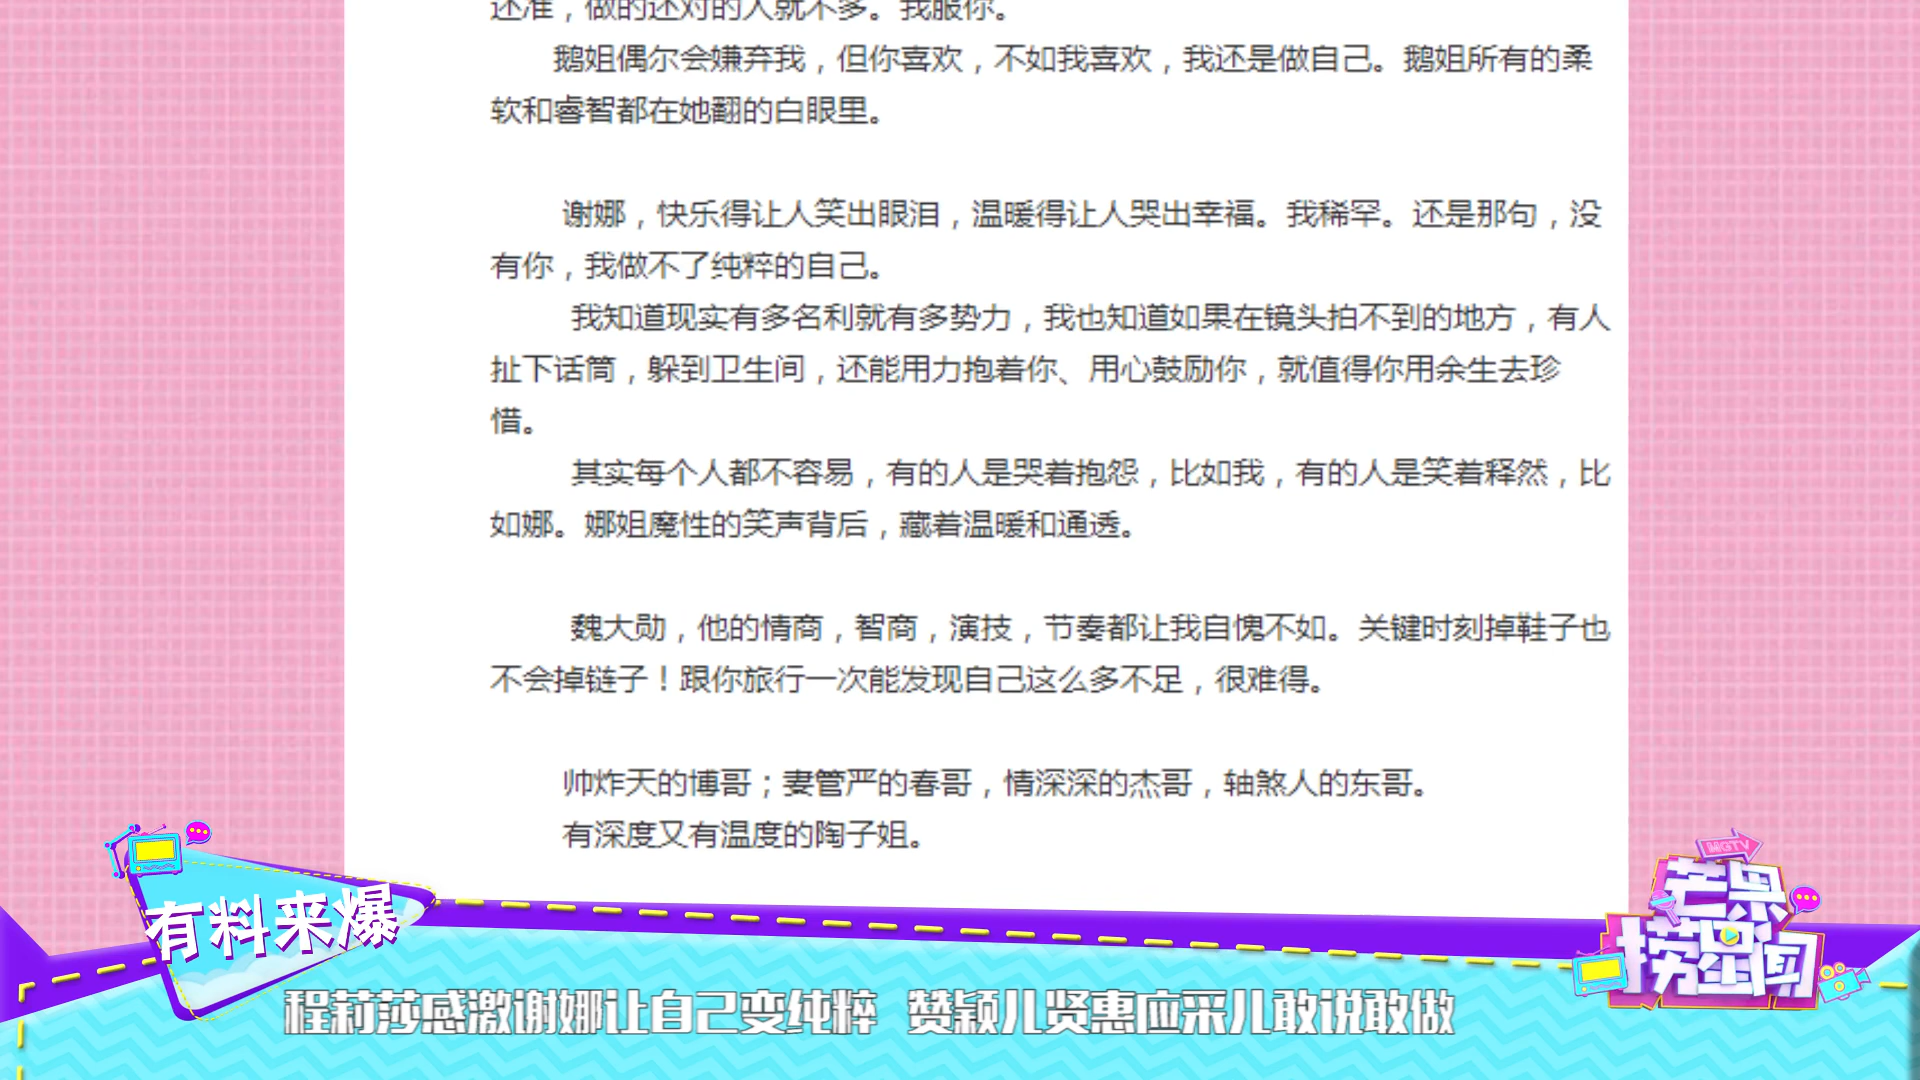 还准，做的还对的人就不多。我服你。
鹅姐偶尔会嫌弃我，但你喜欢，不如我喜欢，我还是做自己。鹅姐所有的柔
软和睿智都在她翻的白眼里。
谢娜，快乐得让人笑出眼泪，温暖得让人哭出幸福。我稀罕。还是那句，没
有你，我做不了纯粹的自己。
我知道现实有多名利就有多势力，我也知道如果在镜头拍不到的地方，有人
扯下话筒，躲到卫生间，还能用力抱着你、用心鼓励你，就值得你用余生去珍
惜。
其实每个人都不容易，有的人是哭着抱怨，比如我，有的人是笑着释然，比
如娜。娜姐魔性的笑声背后，藏着温暖和通透。
魏大勋，他的情商，智商，演技，节奏都让我自愧不如。关键时刻掉鞋子也
不会掉链子！跟你旅行一次能发现自己这么多不足，很难得。
帅炸天的博哥；妻管严的春哥，情深深的杰哥，轴煞人的东哥。
有深度又有温度的陶子姐。
有料来爆
MGTV
芒果
捞星闻
程莉莎感激谢娜让自己变纯粹 赞颖儿贤惠应采儿敢说敢做